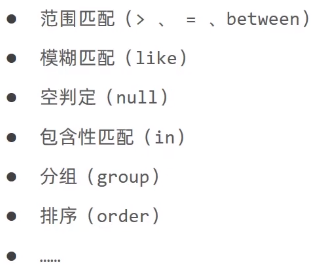 ● 范围匹配（> 、 = 、between）
● 模糊匹配（like）
● 空判定（null）
● 包含性匹配（in）
● 分组（group）
● 排序（order）
● ……